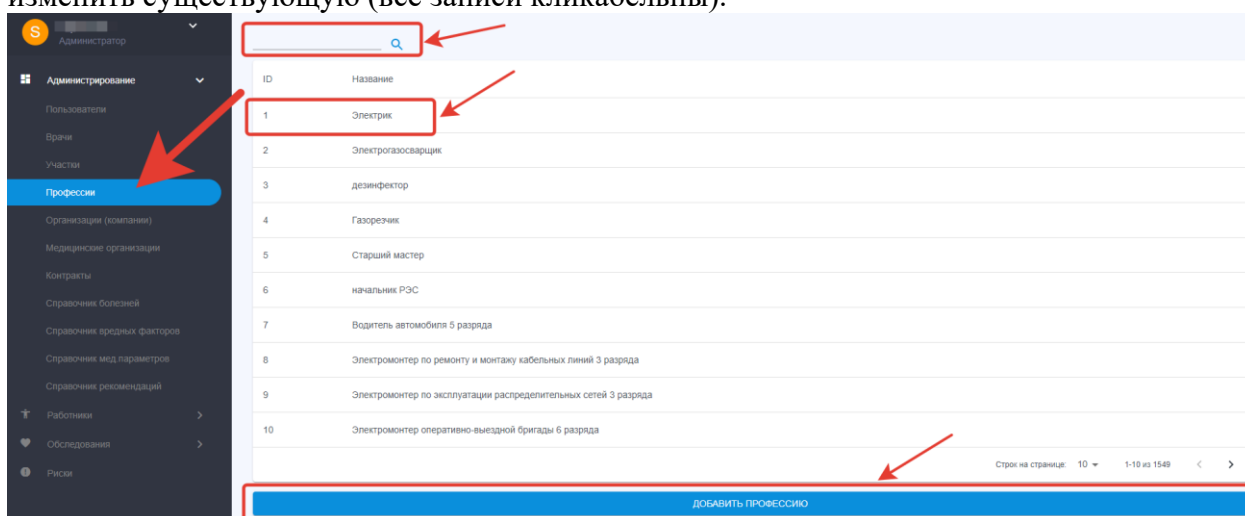 изменить существующую (все записи кликабельны).
S
Администратор
Администрирование
Пользователи
Врачи
Участки
Профессии
Организации (компании)
Медицинские организации
Контракты
Справочник болезней
Справочник вредных факторов
Справочник мед.параметров
Справочник рекомендаций
Работники
Обследования
Риски
ID Название
1 Электрик
2 Электрогазосварщик
3 дезинфектор
4 Газорезчик
5 Старший мастер
6 начальник РЭС
7 Водитель автомобиля 5 разряда
8 Электромонтер по ремонту и монтажу кабельных линий 3 разряда
9 Электромонтер по эксплуатации распределительных сетей 3 разряда
10 Электромонтер оперативно-выездной бригады 6 разряда
Строк на странице: 10 1-10 из 1549
ДОБАВИТЬ ПРОФЕССИЮ